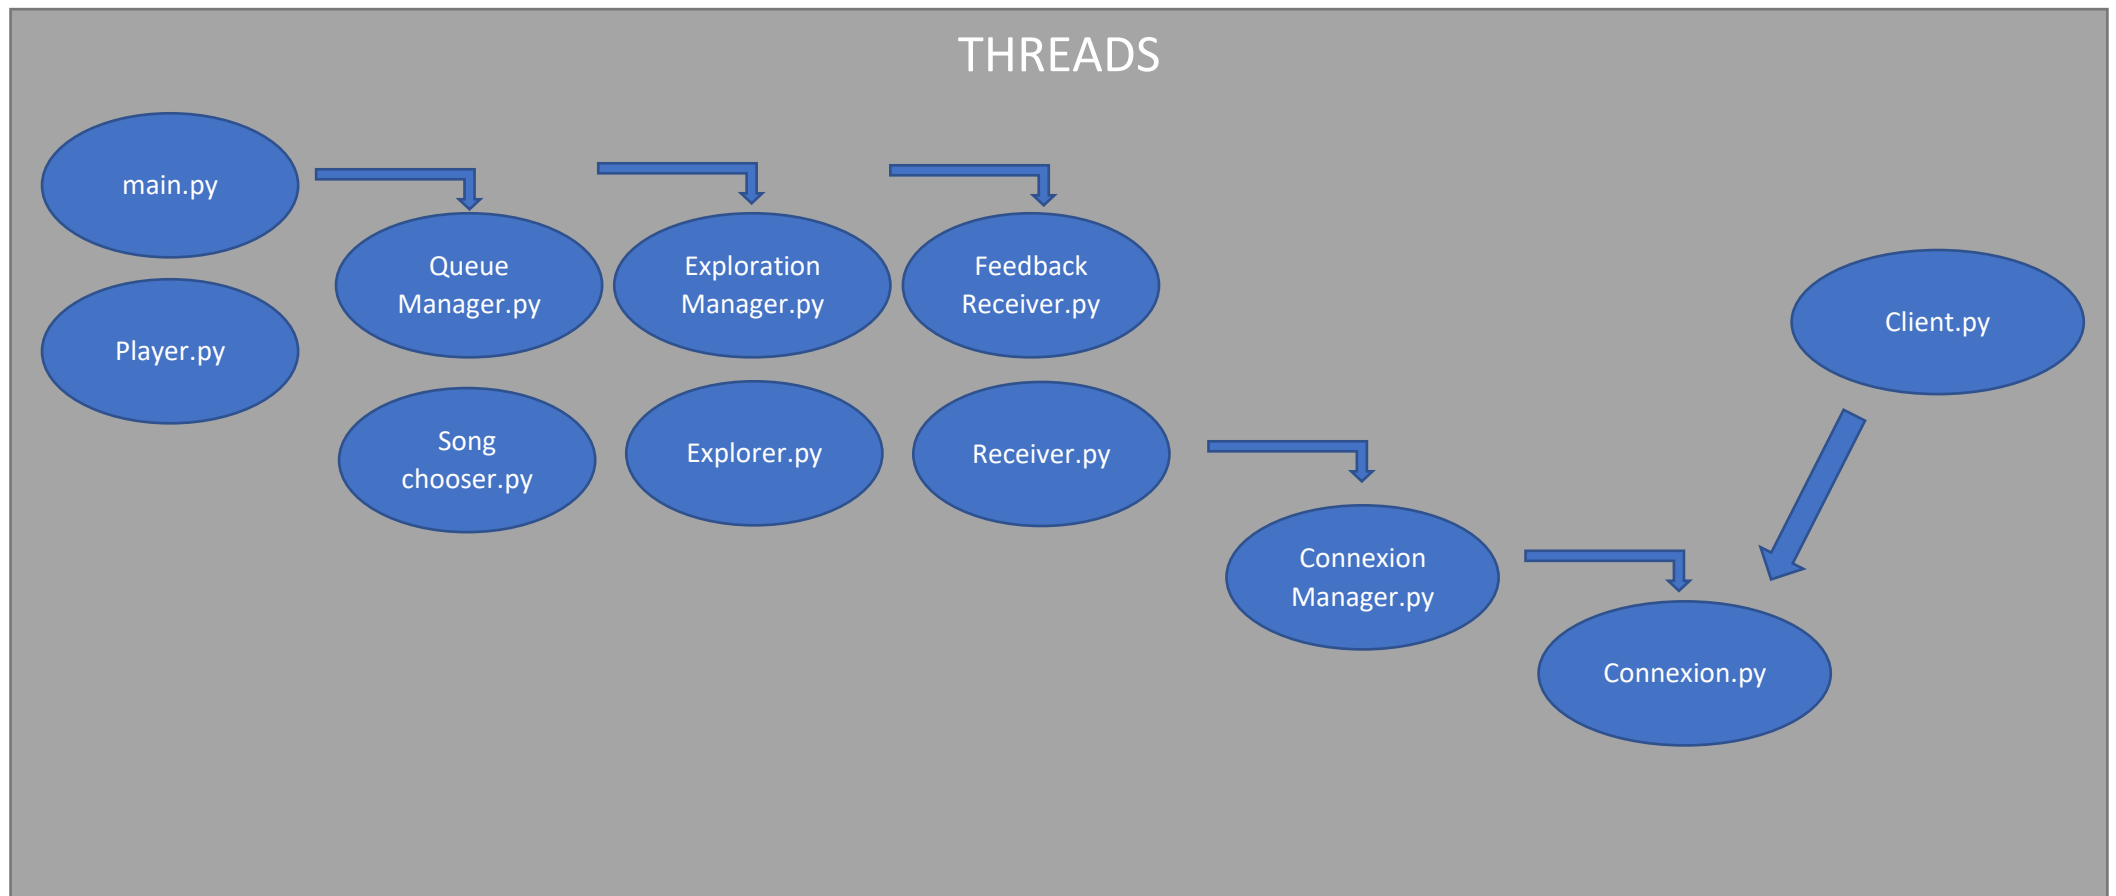 THREADS
main.py
Player.py
Queue
Manager.py
Song
chooser.py
Exploration
Manager.py
Explorer.py
Feedback
Receiver.py
Receiver.py
Connexion
Manager.py
Connexion.py
Client.py